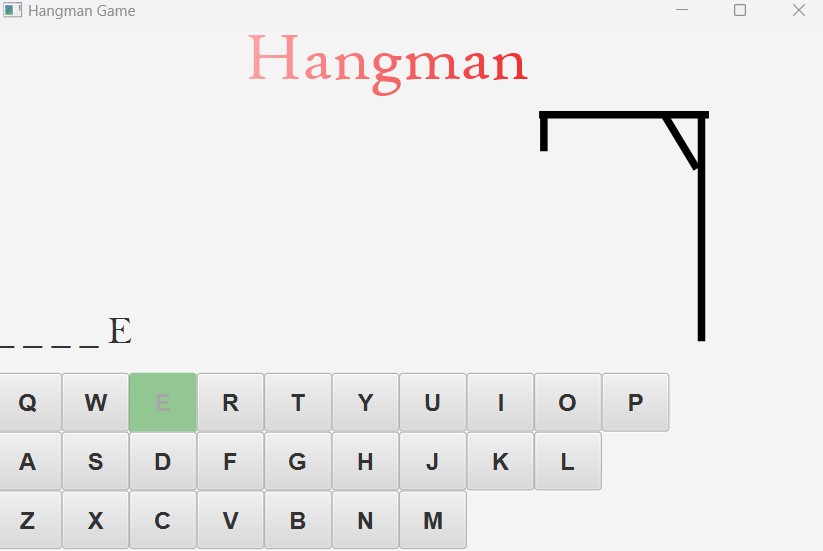 Hangman Game
Hangman
_ _ _ _ E
Q W E R T Y U I O P
A S D F G H J K L
Z X C V B N M